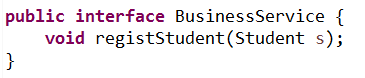 public interface BusinessService {
    void registStudent(Student s);
}